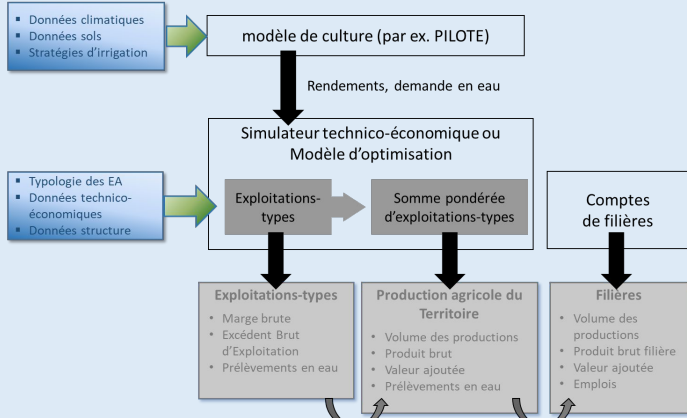 ▪ Données climatiques
▪ Données sols
▪ Stratégies d'irrigation
modèle de culture (par ex. PILOTE)
Rendements, demande en eau
Simulateur technico-économique ou
Modèle d'optimisation
▪ Typologie des EA
▪ Données technico-
économiques
▪ Données structure
Exploitations-
types
Somme pondérée
d'exploitations-types
Comptes
de filières
Exploitations-types
• Marge brute
• Excédent Brut
d'Exploitation
• Prélèvements en eau
Production agricole du
Territoire
• Volume des productions
• Produit brut
• Valeur ajoutée
• Prélèvements en eau
Filières
• Volume des
productions
• Produit brut filière
• Valeur ajoutée
• Emplois